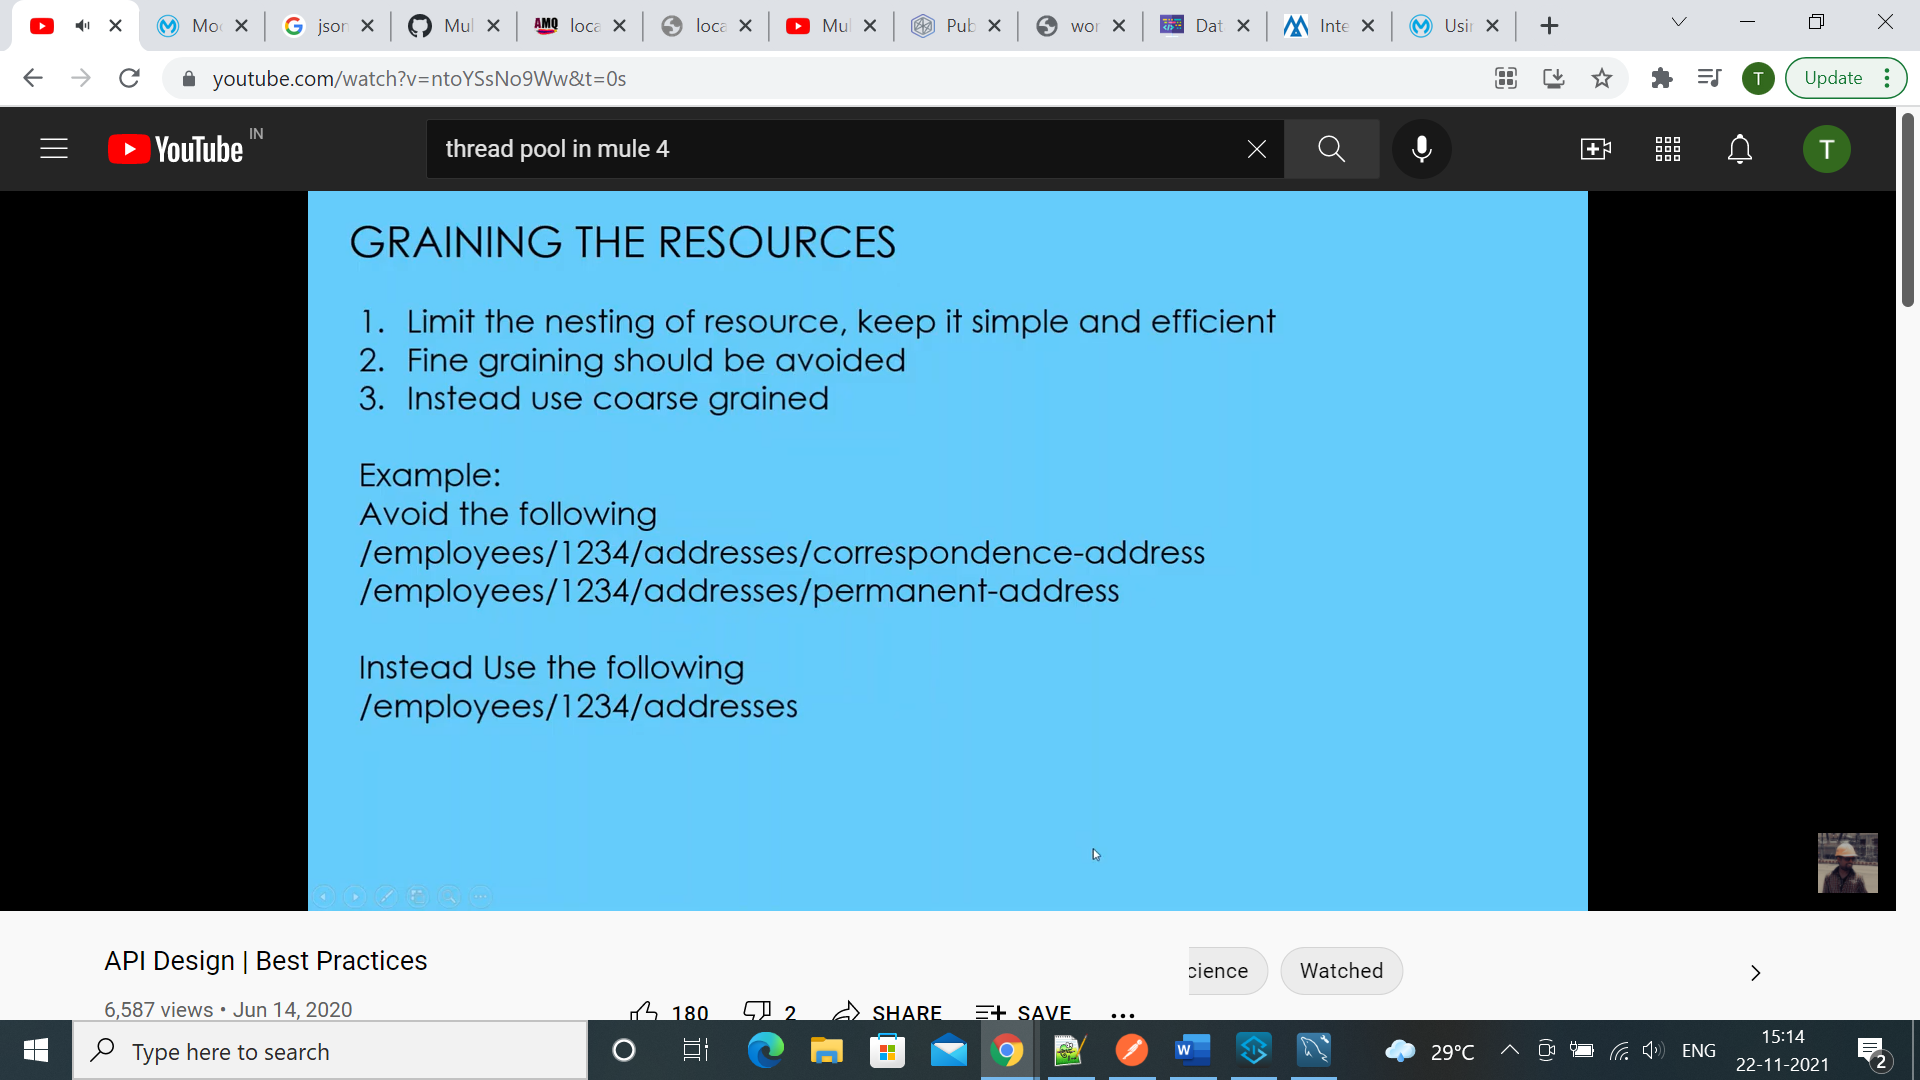 Moc
json
Mul
AMQ
loca
loca
Mul
Pub
wor
Dat
Inte
Usin
youtube.com/watch?v=ntoYSsNo9Ww&t=0s
T
Update
YouTube IN
thread pool in mule 4
T
GRAINING THE RESOURCES
1. Limit the nesting of resource, keep it simple and efficient
2. Fine graining should be avoided
3. Instead use coarse grained
Example:
Avoid the following
/employees/1234/addresses/correspondence-address
/employees/1234/addresses/permanent-address
Instead Use the following
/employees/1234/addresses
API Design | Best Practices
cience
Watched
6,587 views • Jun 14, 2020
180
2
SHARE
SAVE
Type here to search
W
29°C
ENG
15:14
22-11-2021
2